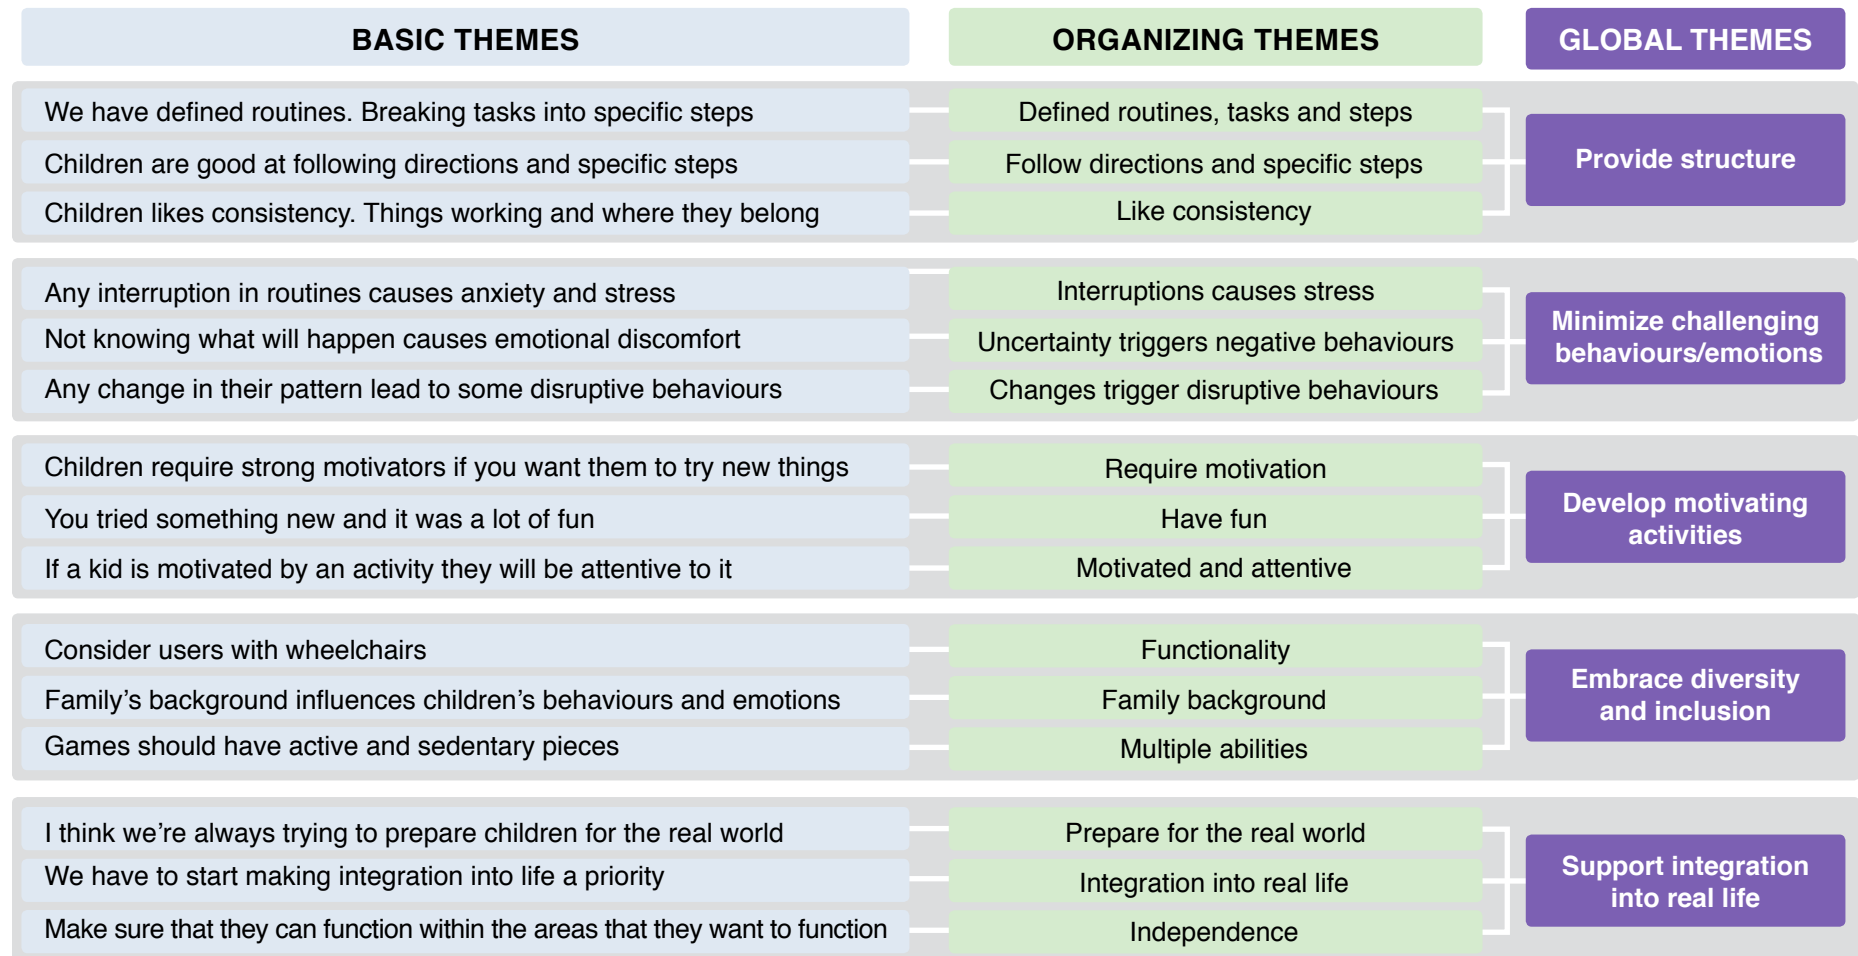 BASIC THEMES
ORGANIZING THEMES
GLOBAL THEMES
We have defined routines. Breaking tasks into specific steps
Defined routines, tasks and steps
Children are good at following directions and specific steps
Follow directions and specific steps
Children likes consistency. Things working and where they belong
Like consistency
Provide structure
Any interruption in routines causes anxiety and stress
Interruptions causes stress
Not knowing what will happen causes emotional discomfort
Uncertainty triggers negative behaviours
Any change in their pattern lead to some disruptive behaviours
Changes trigger disruptive behaviours
Minimize challenging
behaviours/emotions
Children require strong motivators if you want them to try new things
Require motivation
You tried something new and it was a lot of fun
Have fun
If a kid is motivated by an activity they will be attentive to it
Motivated and attentive
Develop motivating
activities
Consider users with wheelchairs
Functionality
Family’s background influences children’s behaviours and emotions
Family background
Games should have active and sedentary pieces
Multiple abilities
Embrace diversity
and inclusion
I think we’re always trying to prepare children for the real world
Prepare for the real world
We have to start making integration into life a priority
Integration into real life
Make sure that they can function within the areas that they want to function
Independence
Support integration
into real life